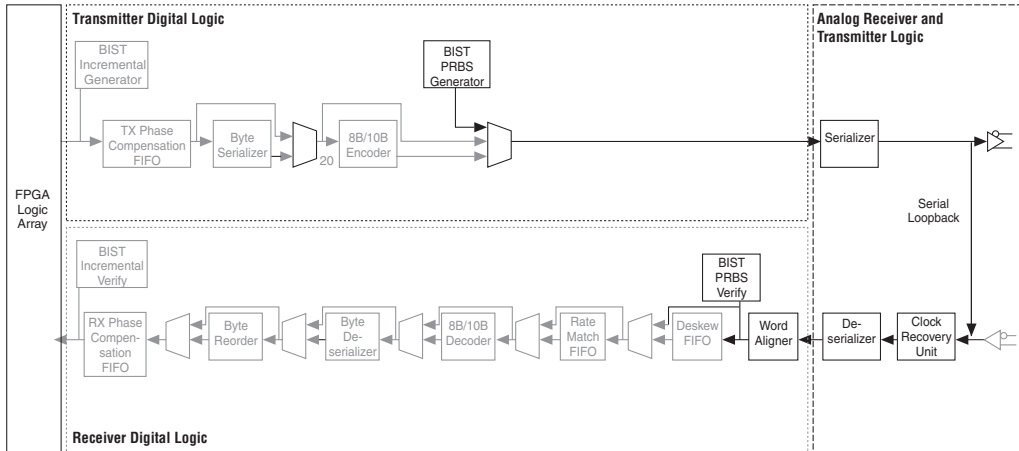 Transmitter Digital Logic
Analog Receiver and
Transmitter Logic
BIST
Incremental
Generator
BIST
PRBS
Generator
TX Phase
Compensation
FIFO
Byte
Serializer
20
8B/10B
Encoder
Serializer
FPGA
Logic
Array
Serial
Loopback
BIST
Incremental
Verify
BIST
PRBS
Verify
RX Phase
Compen-
sation
FIFO
Byte
Reorder
Byte
De-
serializer
8B/10B
Decoder
Rate
Match
FIFO
Deskew
FIFO
Word
Aligner
De-
serializer
Clock
Recovery
Unit
Receiver Digital Logic